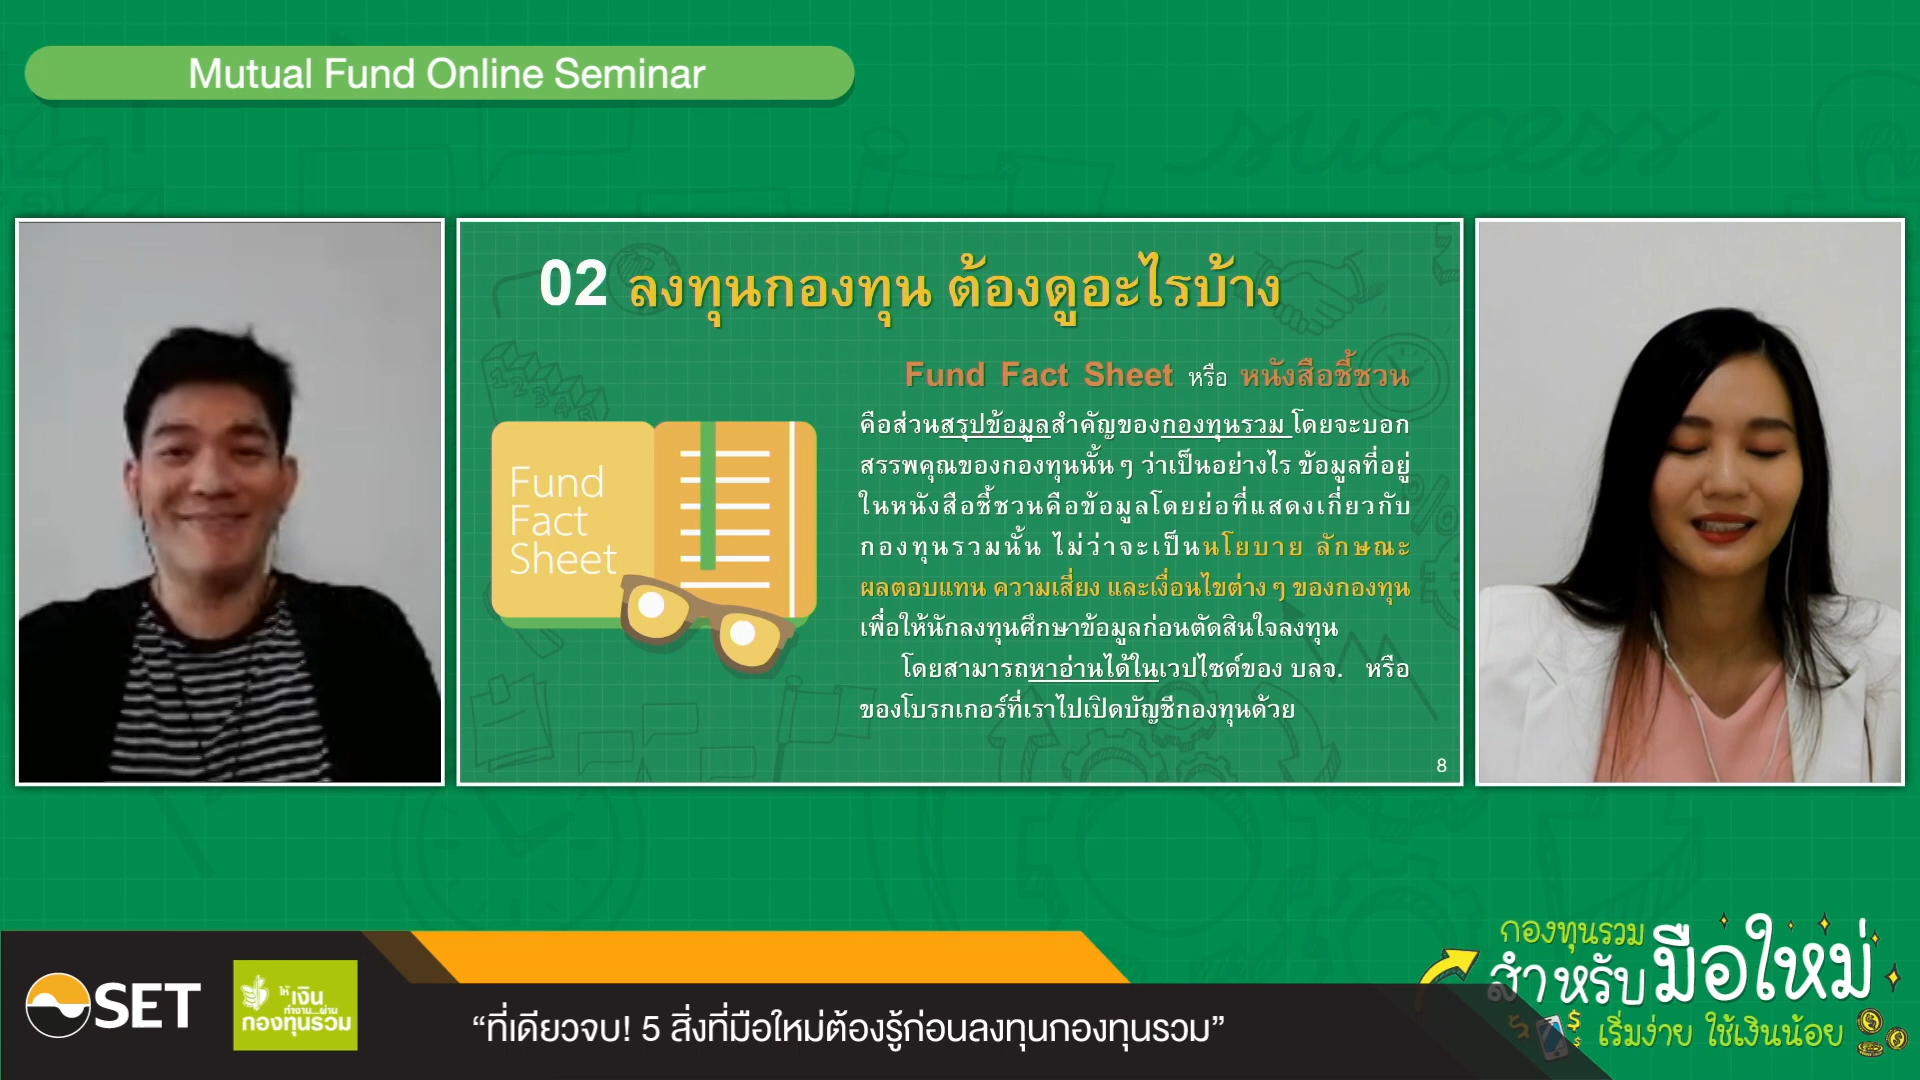 Mutual Fund Online Seminar
02 ลงทุนกองทุน ต้องดูอะไรบ้าง
Fund Fact Sheet หรือ หนังสือชี้ชวน
คือส่วนสรุปข้อมูลสำคัญของกองทุนรวม โดยจะบอก
สรรพคุณของกองทุนนั้น ๆ ว่าเป็นอย่างไร ข้อมูลที่อยู่
ในหนังสือชี้ชวนคือข้อมูลโดยย่อที่แสดงเกี่ยวกับ
กองทุนรวมนั้น ไม่ว่าจะเป็นนโยบาย ลักษณะ
ผลตอบแทน ความเสี่ยง และเงื่อนไขต่าง ๆ ของกองทุน
เพื่อให้นักลงทุนศึกษาข้อมูลก่อนตัดสินใจลงทุน
โดยสามารถหาอ่านได้ในเวปไซด์ของ บลจ. หรือ
ของโบรกเกอร์ที่เราไปเปิดบัญชีกองทุนด้วย
Fund
Fact
Sheet
8
success
SET
ให้เงิน
ทำงาน...ผ่าน
กองทุนรวม
“ที่เดียวจบ! 5 สิ่งที่มือใหม่ต้องรู้ก่อนลงทุนกองทุนรวม”
กองทุนรวม
สำหรับมือใหม่
เริ่มง่าย ใช้เงินน้อย